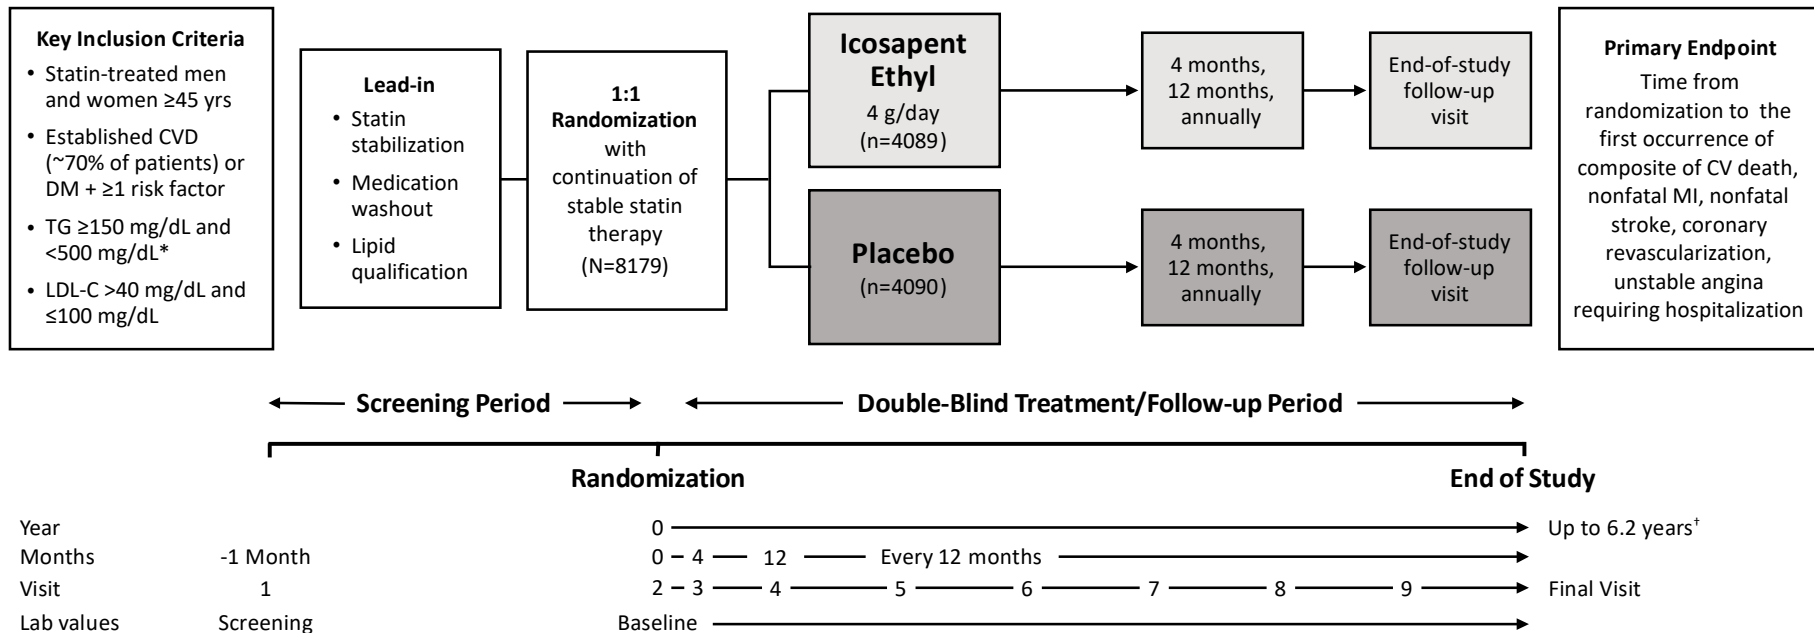 Key Inclusion Criteria
• Statin-treated men
and women ≥45 yrs
• Established CVD
(~70% of patients) or
DM + ≥1 risk factor
• TG ≥150 mg/dL and
<500 mg/dL*
• LDL-C >40 mg/dL and
≤100 mg/dL
Lead-in
• Statin
stabilization
• Medication
washout
• Lipid
qualification
1:1
Randomization
with
continuation of
stable statin
therapy
(N=8179)
Icosapent
Ethyl
4 g/day
(n=4089)
4 months,
12 months,
annually
End-of-study
follow-up
visit
Placebo
(n=4090)
4 months,
12 months,
annually
End-of-study
follow-up
visit
Primary Endpoint
Time from
randomization to the
first occurrence of
composite of CV death,
nonfatal MI, nonfatal
stroke, coronary
revascularization,
unstable angina
requiring hospitalization
Screening Period
Double-Blind Treatment/Follow-up Period
Randomization
End of Study
Year 0 Up to 6.2 years†
Months -1 Month 0 4 12 Every 12 months
Visit 1 2 3 4 5 6 7 8 9 Final Visit
Lab values Screening Baseline